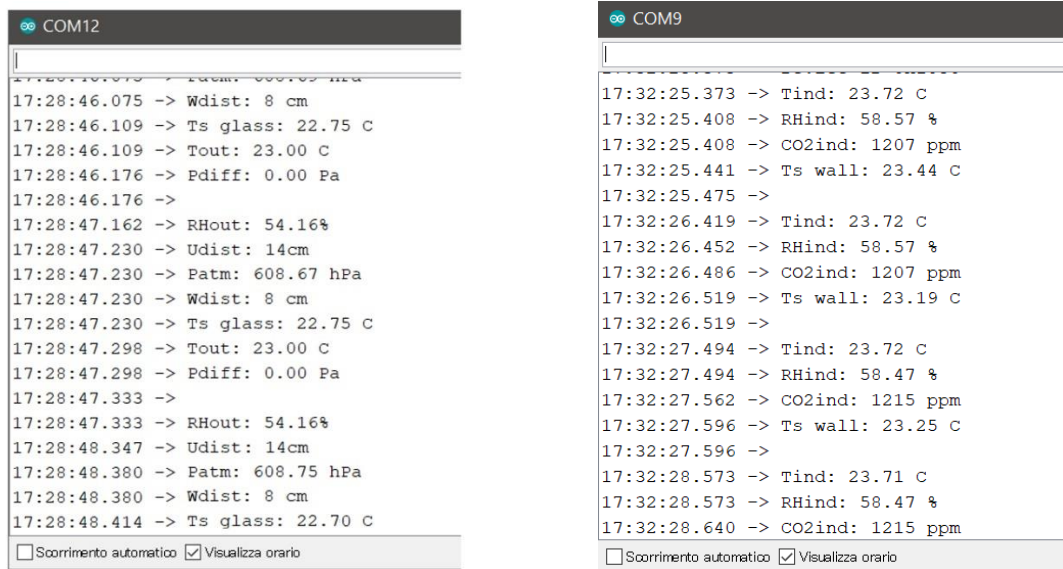 COM12
17:28:46.075 -> Wdist: 8 cm
17:28:46.109 -> Ts glass: 22.75 C
17:28:46.109 -> Tout: 23.00 C
17:28:46.176 -> Pdiff: 0.00 Pa
17:28:46.176 ->
17:28:47.162 -> RHout: 54.16%
17:28:47.230 -> Udist: 14cm
17:28:47.230 -> Patm: 608.67 hPa
17:28:47.230 -> Wdist: 8 cm
17:28:47.230 -> Ts glass: 22.75 C
17:28:47.298 -> Tout: 23.00 C
17:28:47.298 -> Pdiff: 0.00 Pa
17:28:47.333 ->
17:28:47.333 -> RHout: 54.16%
17:28:48.347 -> Udist: 14cm
17:28:48.380 -> Patm: 608.75 hPa
17:28:48.380 -> Wdist: 8 cm
17:28:48.414 -> Ts glass: 22.70 C
Scorrimento automatico Visualizza orario
COM9
17:32:25.373 -> Tind: 23.72 C
17:32:25.408 -> RHind: 58.57 %
17:32:25.408 -> CO2ind: 1207 ppm
17:32:25.441 -> Ts wall: 23.44 C
17:32:25.475 ->
17:32:26.419 -> Tind: 23.72 C
17:32:26.452 -> RHind: 58.57 %
17:32:26.486 -> CO2ind: 1207 ppm
17:32:26.519 -> Ts wall: 23.19 C
17:32:26.519 ->
17:32:27.494 -> Tind: 23.72 C
17:32:27.494 -> RHind: 58.47 %
17:32:27.562 -> CO2ind: 1215 ppm
17:32:27.596 -> Ts wall: 23.25 C
17:32:27.596 ->
17:32:28.573 -> Tind: 23.71 C
17:32:28.573 -> RHind: 58.47 %
17:32:28.640 -> CO2ind: 1215 ppm
Scorrimento automatico Visualizza orario